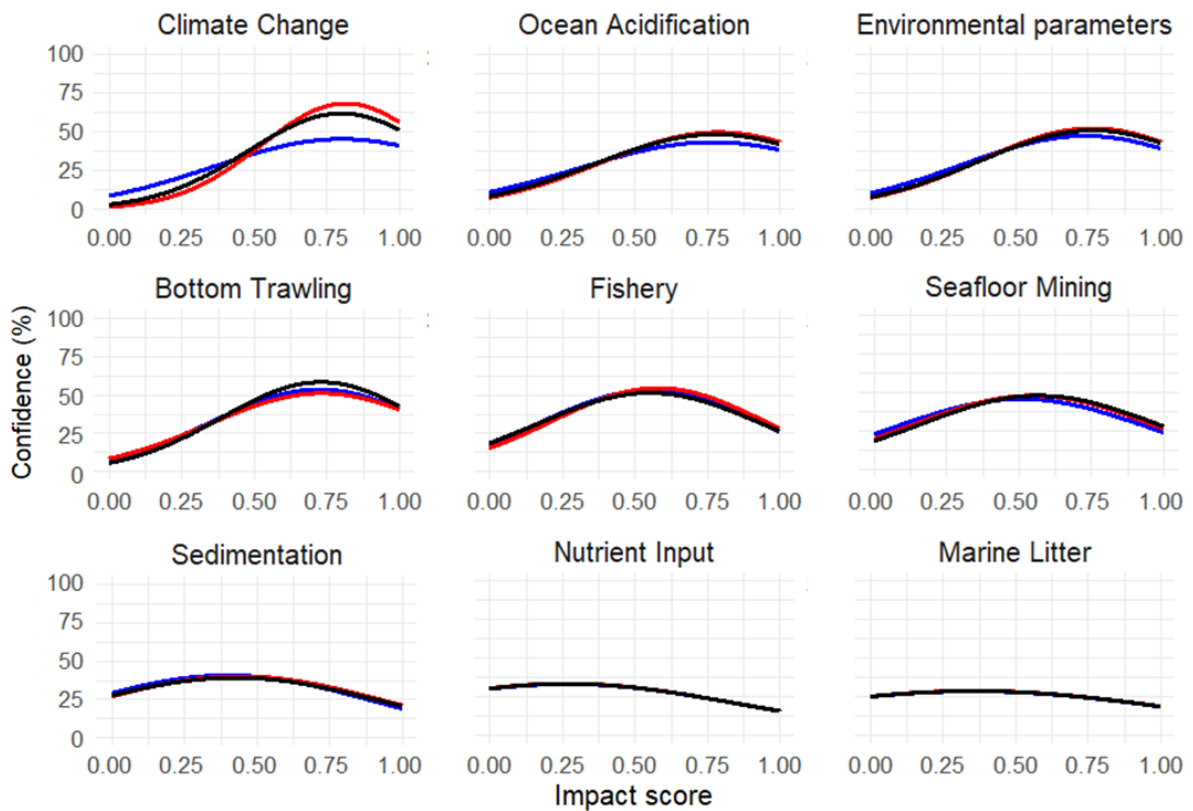 Climate Change Ocean Acidification Environmental parameters
100
75
50
25
0
0.00 0.25 0.50 0.75 1.00 0.00 0.25 0.50 0.75 1.00 0.00 0.25 0.50 0.75 1.00
Bottom Trawling Fishery Seafloor Mining
Confidence (%)
100
75
50
25
0
0.00 0.25 0.50 0.75 1.00 0.00 0.25 0.50 0.75 1.00 0.00 0.25 0.50 0.75 1.00
Sedimentation Nutrient Input Marine Litter
100
75
50
25
0
0.00 0.25 0.50 0.75 1.00 0.00 0.25 0.50 0.75 1.00 0.00 0.25 0.50 0.75 1.00
Impact score